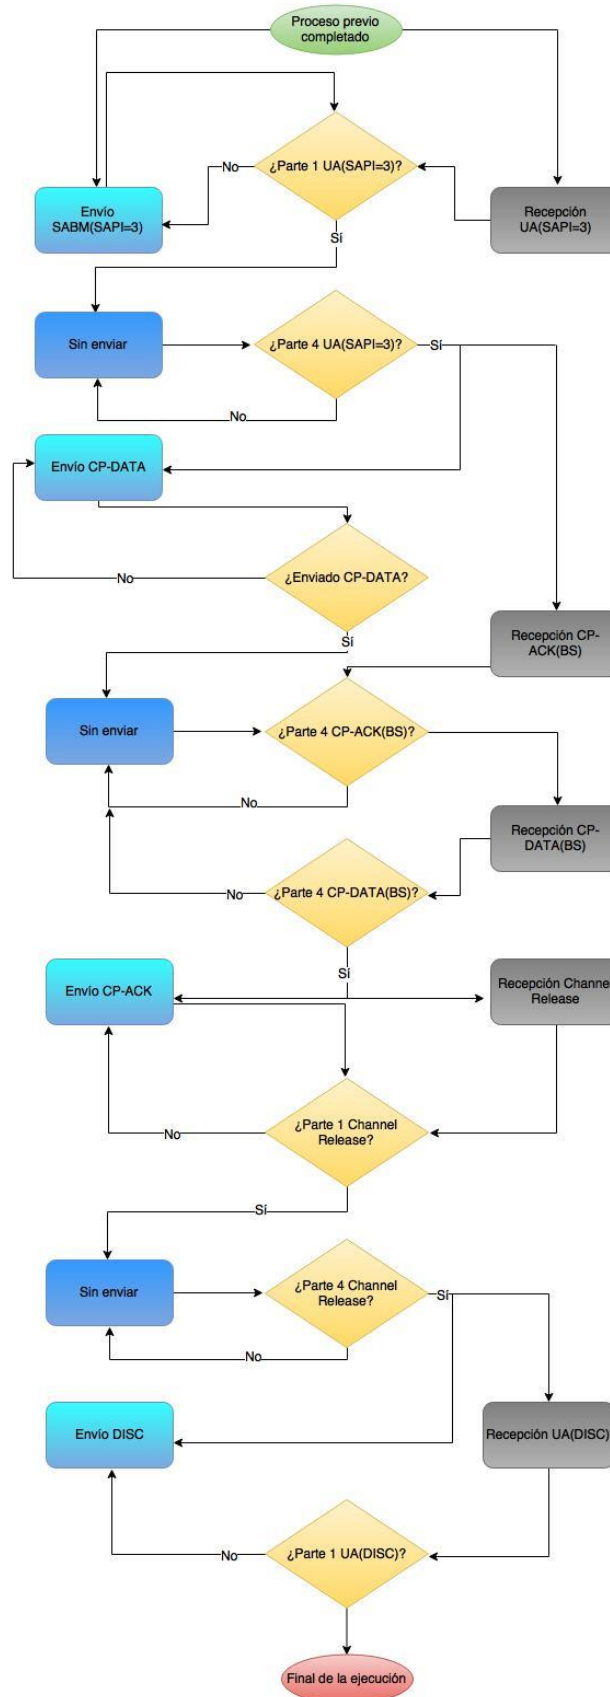 Proceso previo
completado
¿Parte 1 UA(SAPI=3)?
No
Envío
SABM(SAPI=3)
Recepción
UA(SAPI=3)
Sí
Sin enviar
¿Parte 4 UA(SAPI=3)?
Sí
No
Envío CP-DATA
¿Enviado CP-DATA?
No
Sí
Recepción CP-
ACK(BS)
Sin enviar
¿Parte 4 CP-ACK(BS)?
No
Recepción CP-
DATA(BS)
¿Parte 4 CP-DATA(BS)?
No
Sí
Envío CP-ACK
Recepción Channel
Release
¿Parte 1 Channel
Release?
No
Sí
Sin enviar
¿Parte 4 Channel
Release?
Sí
No
Envío DISC
Recepción UA(DISC)
¿Parte 1 UA(DISC)?
No
Final de la ejecución